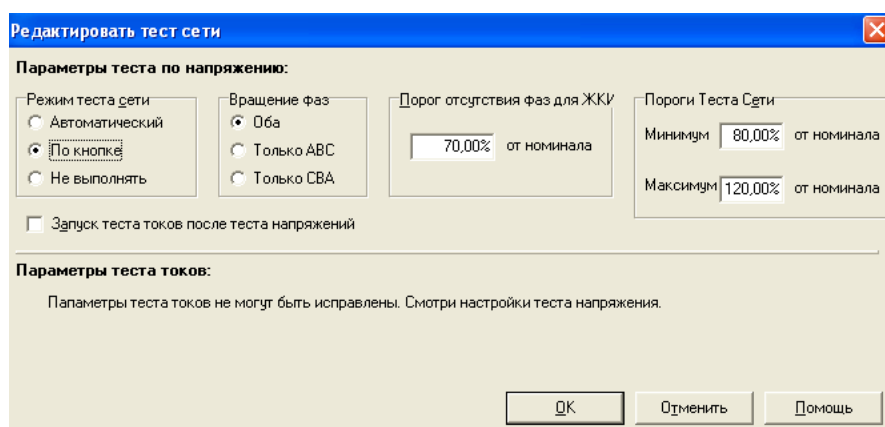 Редактировать тест сети
Параметры теста по напряжению:
Режим теста сети
Автоматический
По кнопке
Не выполнять
Вращение фаз
Оба
Только ABC
Только CBA
Порог отсутствия фаз для ЖКИ
70,00% от номинала
Пороги Теста Сети
Минимум 80,00% от номинала
Максимум 120,00% от номинала
Запуск теста токов после теста напряжений
Параметры теста токов:
Папаметры теста токов не могут быть исправлены. Смотри настройки теста напряжения.
OK
Отменить
Помощь